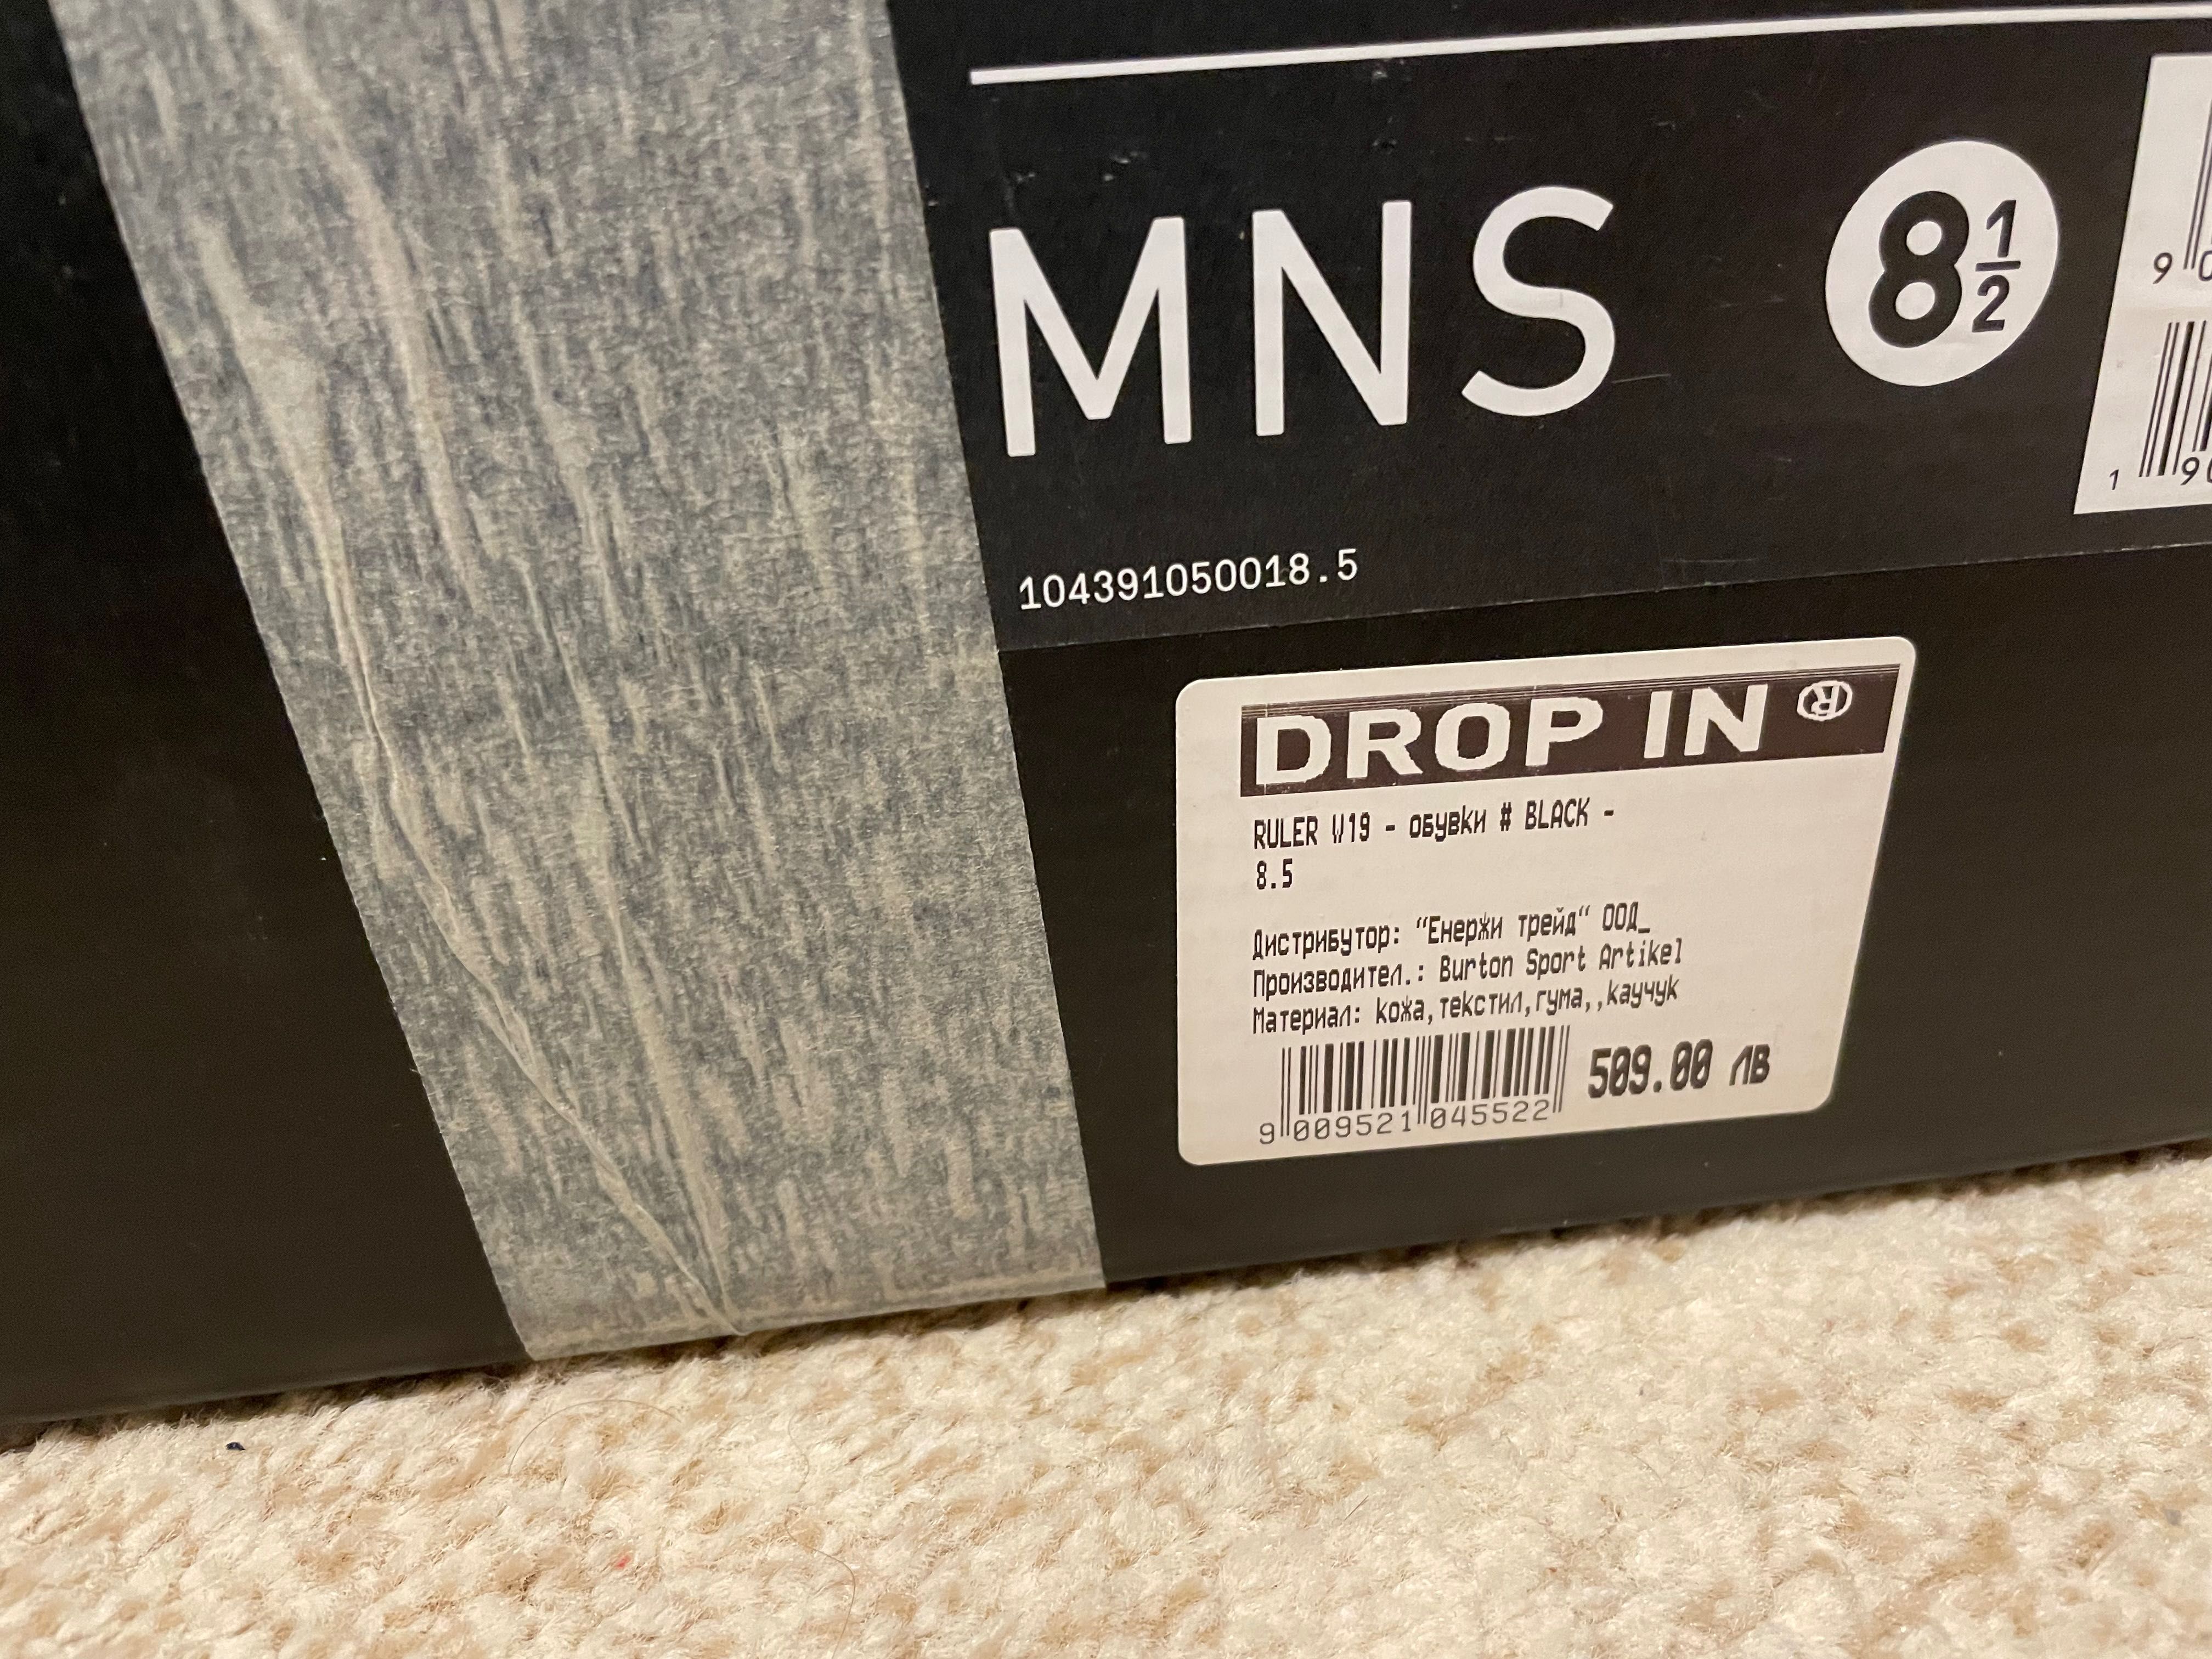 MNS 8½
104391050018.5
DROP IN ®
RULER W19 - обувки # BLACK -
8.5
Дистрибутор: “Енержи трейд“ ООД_
Производител.: Burton Sport Artikel
Материал: кожа,текстил,гума,,каучук
509.00 лв
9 009521 045522